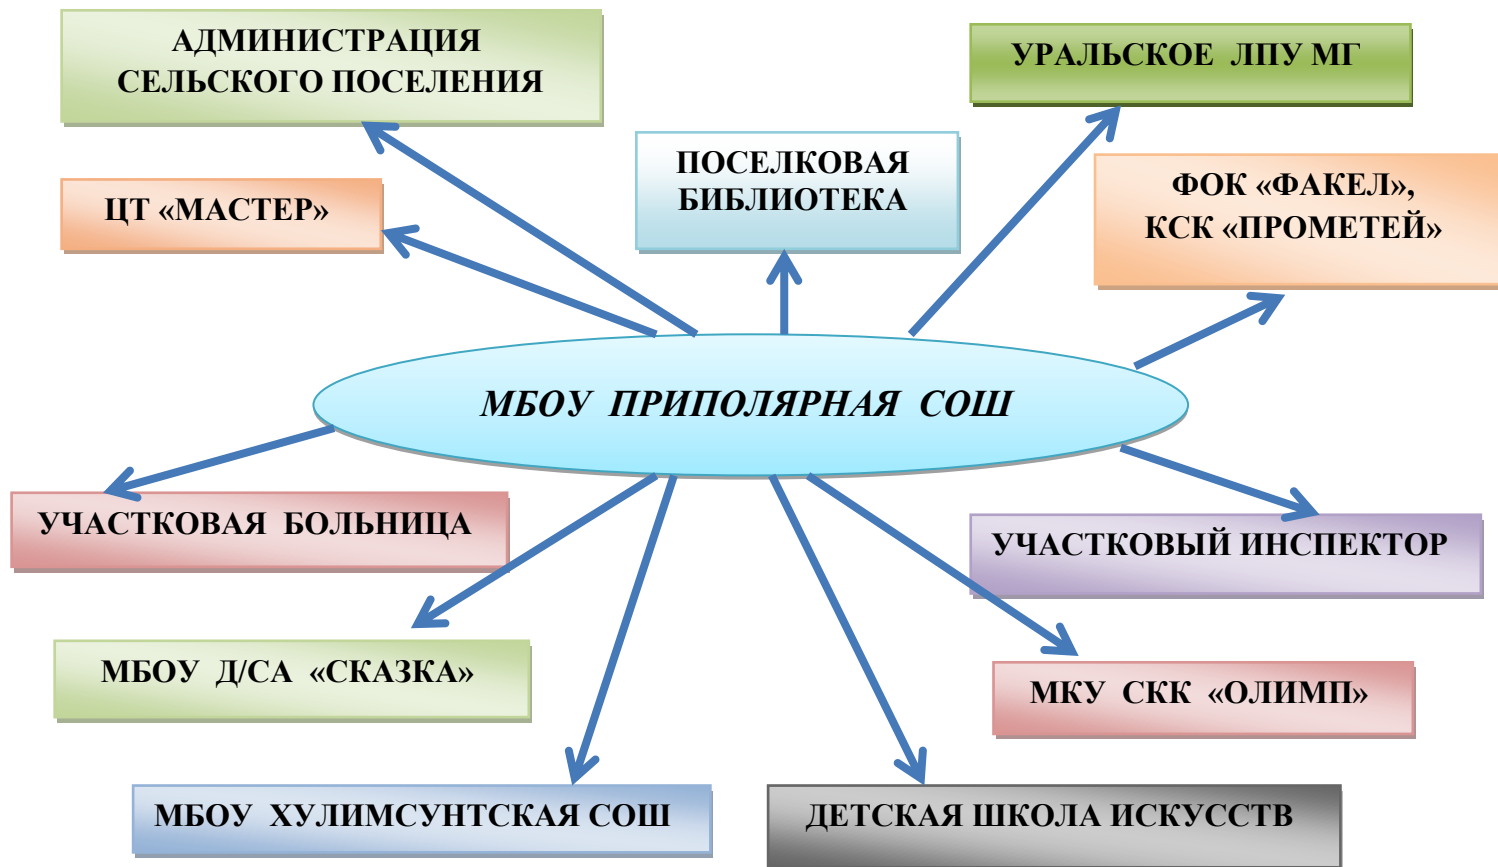 АДМИНИСТРАЦИЯ
СЕЛЬСКОГО ПОСЕЛЕНИЯ
УРАЛЬСКОЕ ЛПУ МГ
ПОСЕЛКОВАЯ
БИБЛИОТЕКА
ФОК «ФАКЕЛ»,
КСК «ПРОМЕТЕЙ»
ЦТ «МАСТЕР»
МБОУ ПРИПОЛЯРНАЯ СОШ
УЧАСТКОВАЯ БОЛЬНИЦА
УЧАСТКОВЫЙ ИНСПЕКТОР
МБОУ Д/СА «СКАЗКА»
МКУ СКК «ОЛИМП»
МБОУ ХУЛИМСУНТСКАЯ СОШ
ДЕТСКАЯ ШКОЛА ИСКУССТВ